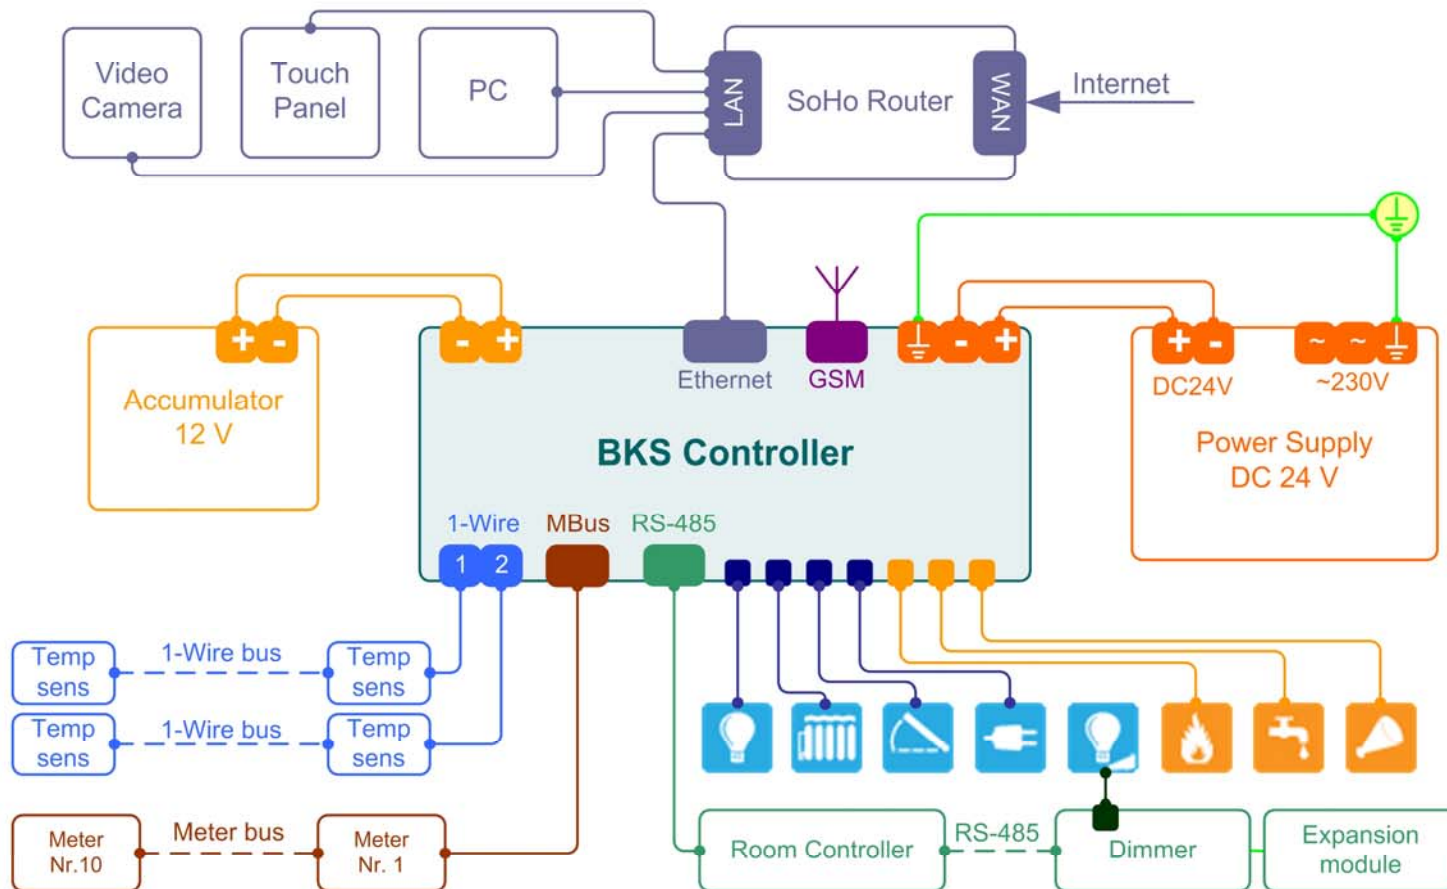 Video
Camera
Touch
Panel
PC
LAN
SoHo Router
WAN
Internet
+ -
- +
Ethernet
GSM
- +
+ -
DC24V
~ ~
~230V
Accumulator
12 V
BKS Controller
Power Supply
DC 24 V
1-Wire
MBus
RS-485
1 2
Temp
sens
1-Wire bus
Temp
sens
Temp
sens
1-Wire bus
Temp
sens
Meter
Nr.10
Meter bus
Meter
Nr. 1
Room Controller
RS-485
Dimmer
Expansion
module